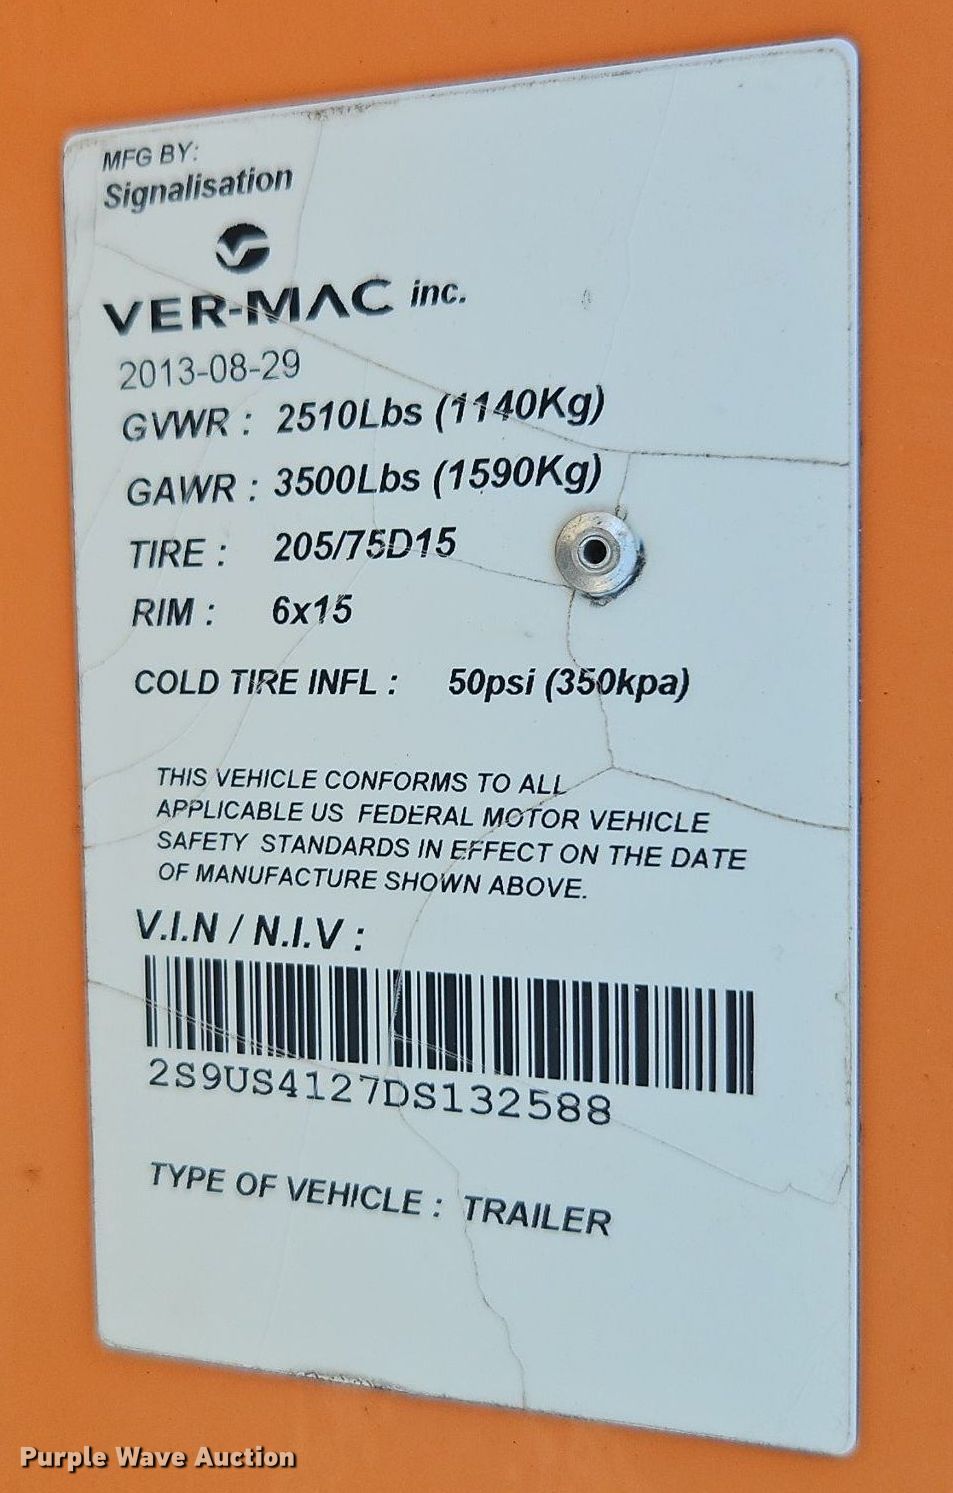 MFG BY:
Signalisation
VER-MAC inc.
2013-08-29
GVWR : 2510Lbs (1140Kg)
GAWR : 3500Lbs (1590Kg)
TIRE : 205/75D15
RIM : 6x15
COLD TIRE INFL : 50psi (350kpa)
THIS VEHICLE CONFORMS TO ALL
APPLICABLE US FEDERAL MOTOR VEHICLE
SAFETY STANDARDS IN EFFECT ON THE DATE
OF MANUFACTURE SHOWN ABOVE.
V.I.N / N.I.V :
2S9US4127DS132588
TYPE OF VEHICLE : TRAILER
Purple Wave Auction